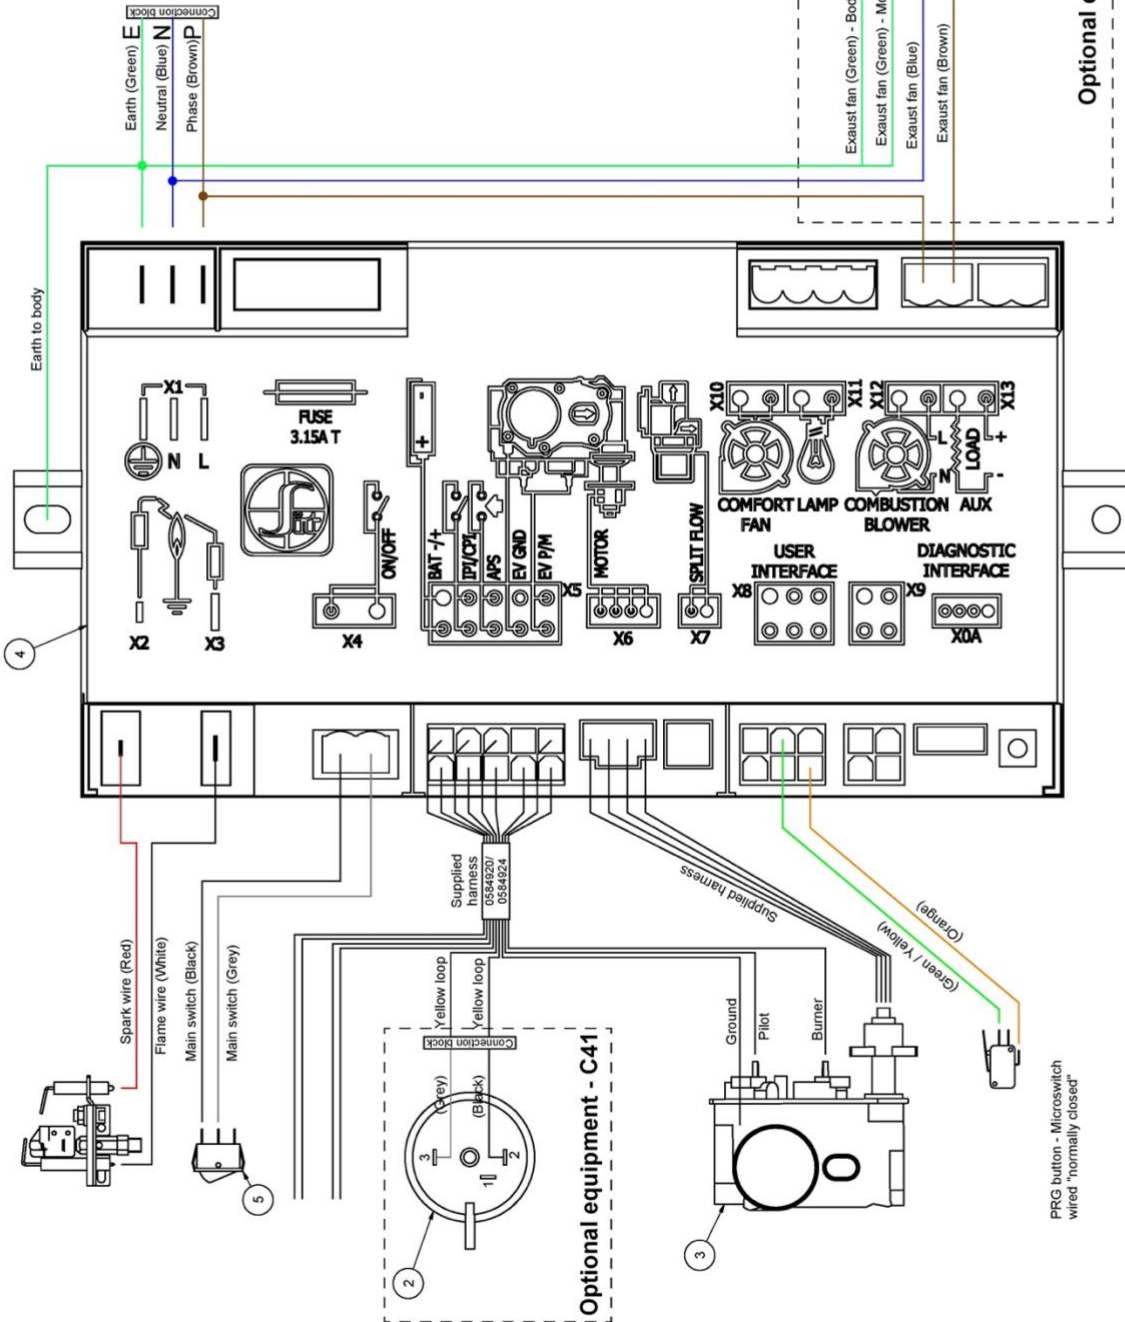 Connection block
E
N
P
Earth (Green)
Neutral (Blue)
Phase (Brown)
Exaust fan (Green) -
Exaust fan (Green) -
Exaust fan (Blue)
Exaust fan (Brown)
Optional
Earth to body
X1
N
L
FUSE
3.15A T
X2
X3
ON/OFF
X4
+
-
BAT -/+
IPI/CPI
APS
EV GND
EV P/M
X5
MOTOR
X6
SPLIT FLOW
X7
X10
X11
X12
X13
COMFORT
FAN
LAMP
L
N
COMBUSTION
BLOWER
LOAD
+
-
AUX
USER
INTERFACE
X8
X9
DIAGNOSTIC
INTERFACE
X0A
4
Spark wire (Red)
Flame wire (White)
Main switch (Black)
Main switch (Grey)
Supplied
harness
0584920/
0584924
Supplied harness
(Green / Yellow)
(Orange)
Yellow loop
Yellow loop
Connection block
(Grey)
(Black)
3
2
1
Optional equipment - C41
2
5
Ground
Pilot
Burner
3
PRG button - Microswitch
wired "normally closed"